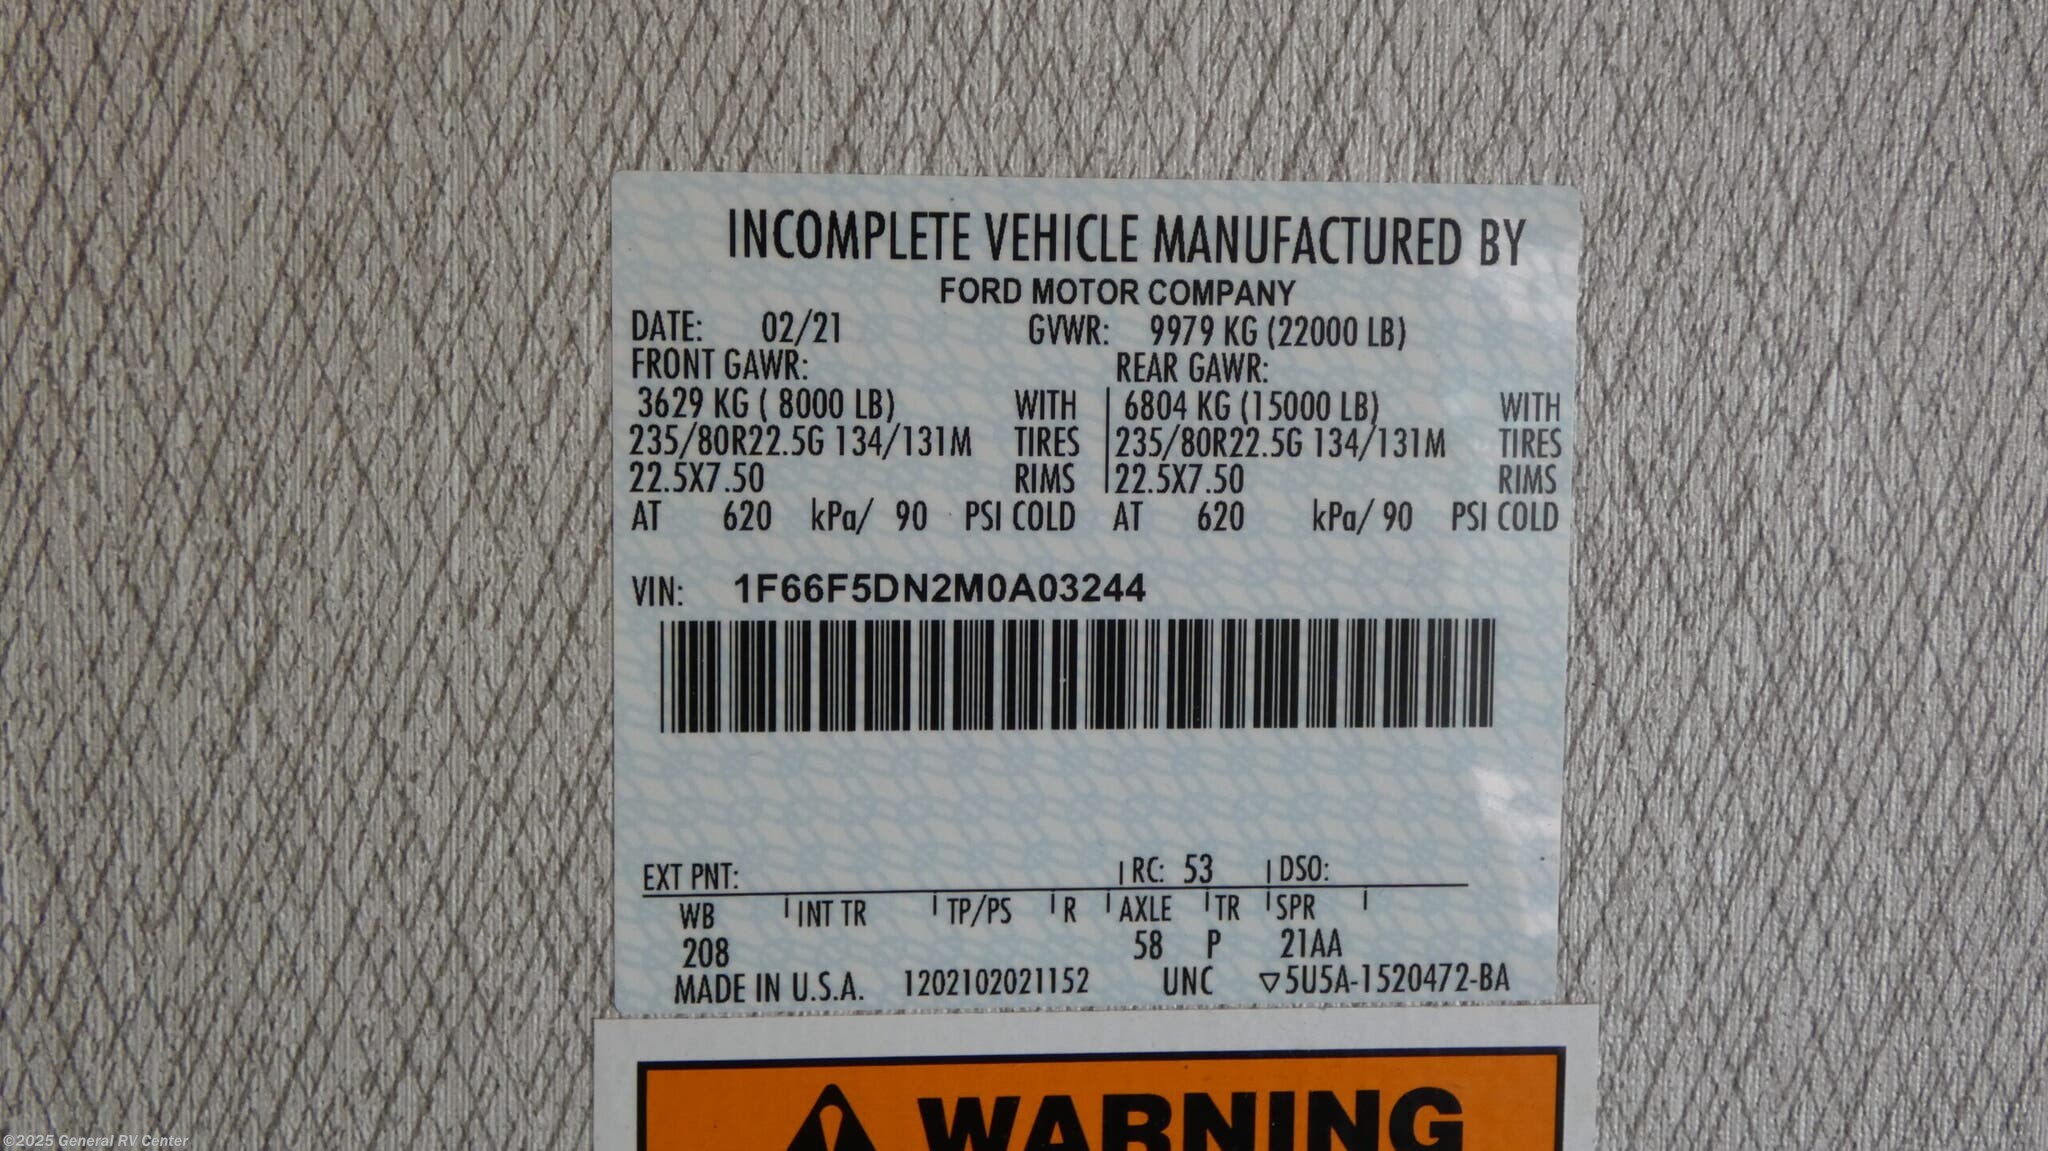 INCOMPLETE VEHICLE MANUFACTURED BY
FORD MOTOR COMPANY
DATE: 02/21 GVWR: 9979 KG (22000 LB)
FRONT GAWR: REAR GAWR:
3629 KG ( 8000 LB) WITH 6804 KG (15000 LB) WITH
235/80R22.5G 134/131M TIRES 235/80R22.5G 134/131M TIRES
22.5X7.50 RIMS 22.5X7.50 RIMS
AT 620 kPa/ 90 PSI COLD AT 620 kPa/ 90 PSI COLD
VIN: 1F66F5DN2M0A03244
EXT PNT: RC: 53 DSO:
WB INT TR TP/PS R AXLE TR SPR
208 58 P 21AA
MADE IN U.S.A. 1202102021152 UNC ▽5U5A-1520472-BA
WARNING
©2025 General RV Center